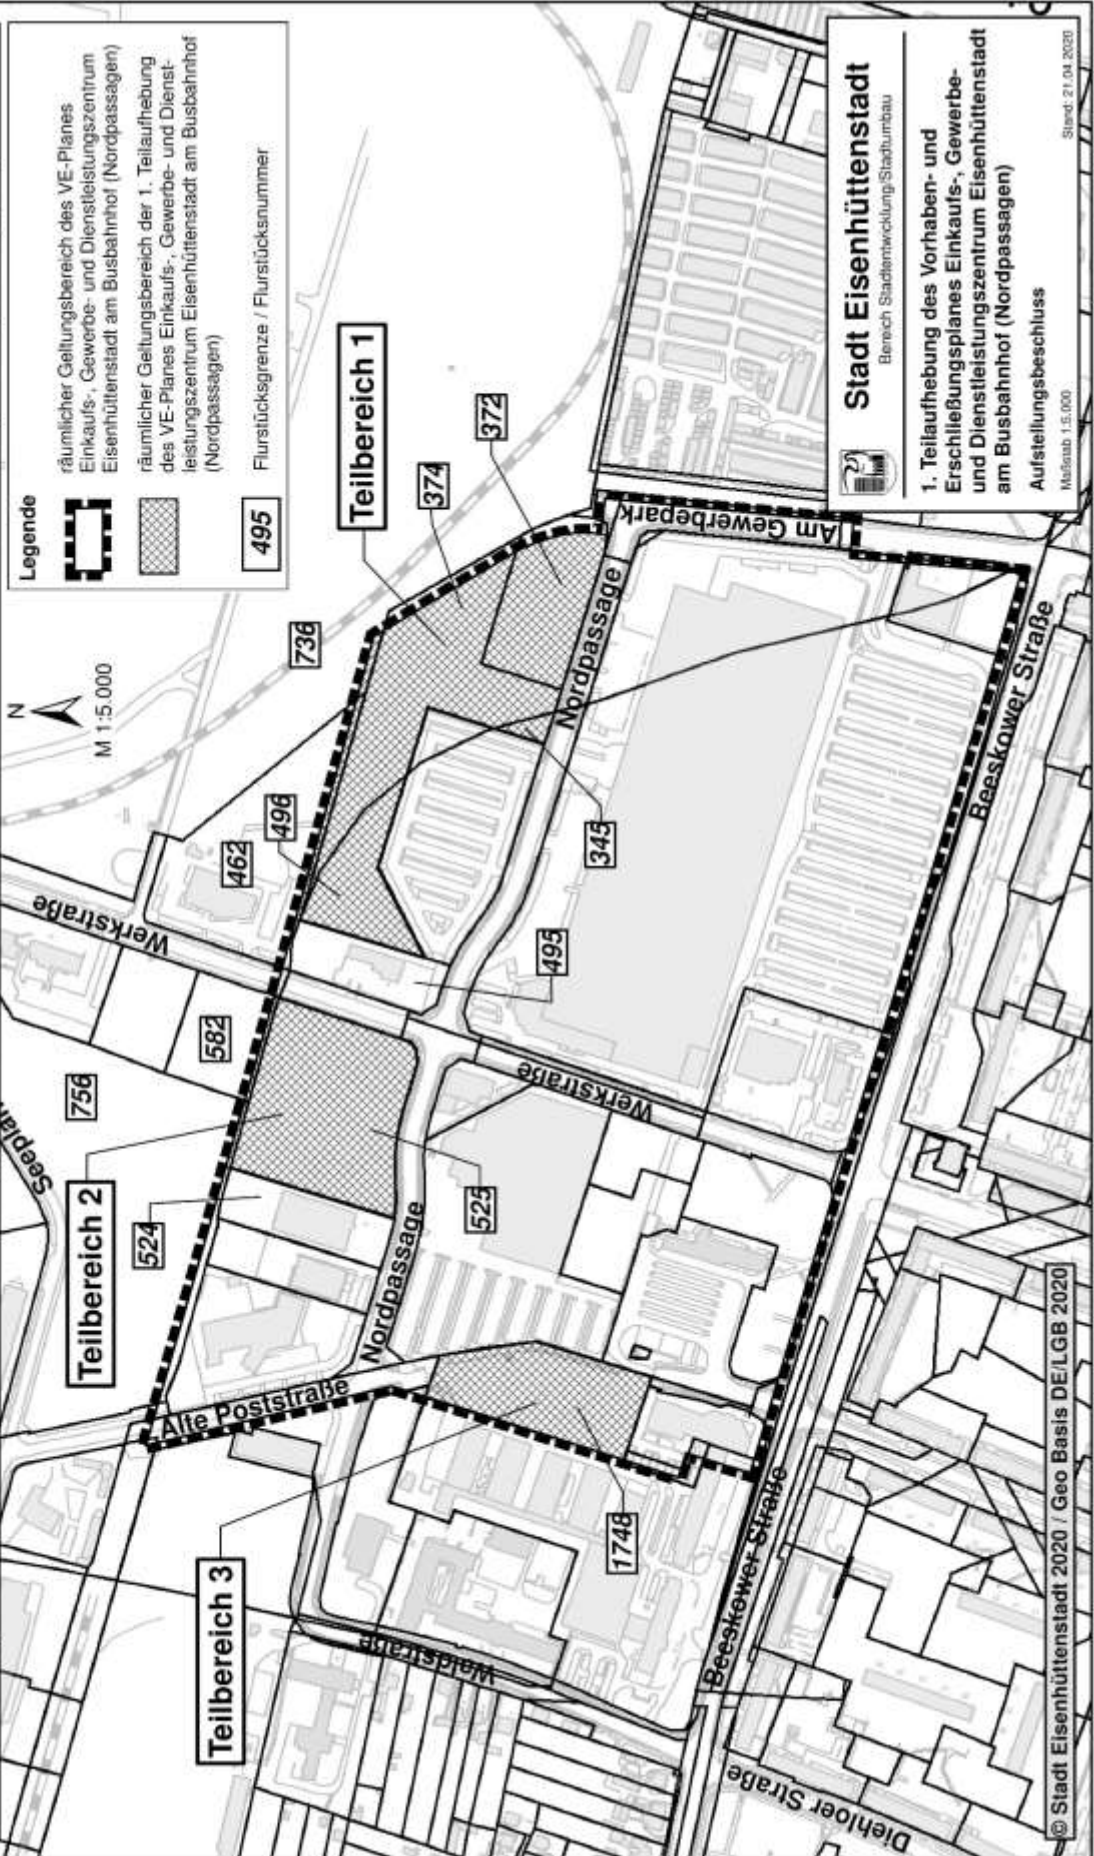 Legende
räumlicher Geltungsbereich des VE-Planes
Einkaufs-, Gewerbe- und Dienstleistungszentrum
Eisenhüttenstadt am Busbahnhof (Nordpassagen)
räumlicher Geltungsbereich der 1. Teilaufhebung
des VE-Planes Einkaufs-, Gewerbe- und Dienst-
leistungszentrum Eisenhüttenstadt am Busbahnhof
(Nordpassagen)
495
Flurstücksgrenze / Flurstücksnummer
N
M 1:5.000
756
582
Werkstraße
462
496
736
Teilbereich 1
374
372
Teilbereich 2
524
525
495
345
Nordpassage
Am Gewerbepark
Alte Poststraße
Nordpassage
Werkstraße
Teilbereich 3
1748
Waldstraße
Beeskower Straße
Beeskower Straße
Diehloer Straße
Stadt Eisenhüttenstadt
Bereich Stadtentwicklung/Stadtumbau
1. Teilaufhebung des Vorhaben- und
Erschließungsplanes Einkaufs-, Gewerbe-
und Dienstleistungszentrum Eisenhüttenstadt
am Busbahnhof (Nordpassagen)
Aufstellungsbeschluss
Maßstab 1:5.000
Stand: 21.04.2020
© Stadt Eisenhüttenstadt 2020 / Geo Basis DE/LGB 2020